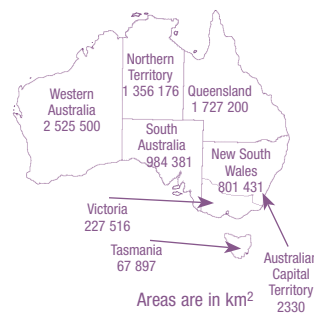 Northern
Territory
1 356 176
Western
Australia
2 525 500
Queensland
1 727 200
South
Australia
984 381
New South
Wales
801 431
Victoria
227 516
Tasmania
67 897
Australian
Capital
Territory
2330
Areas are in km²